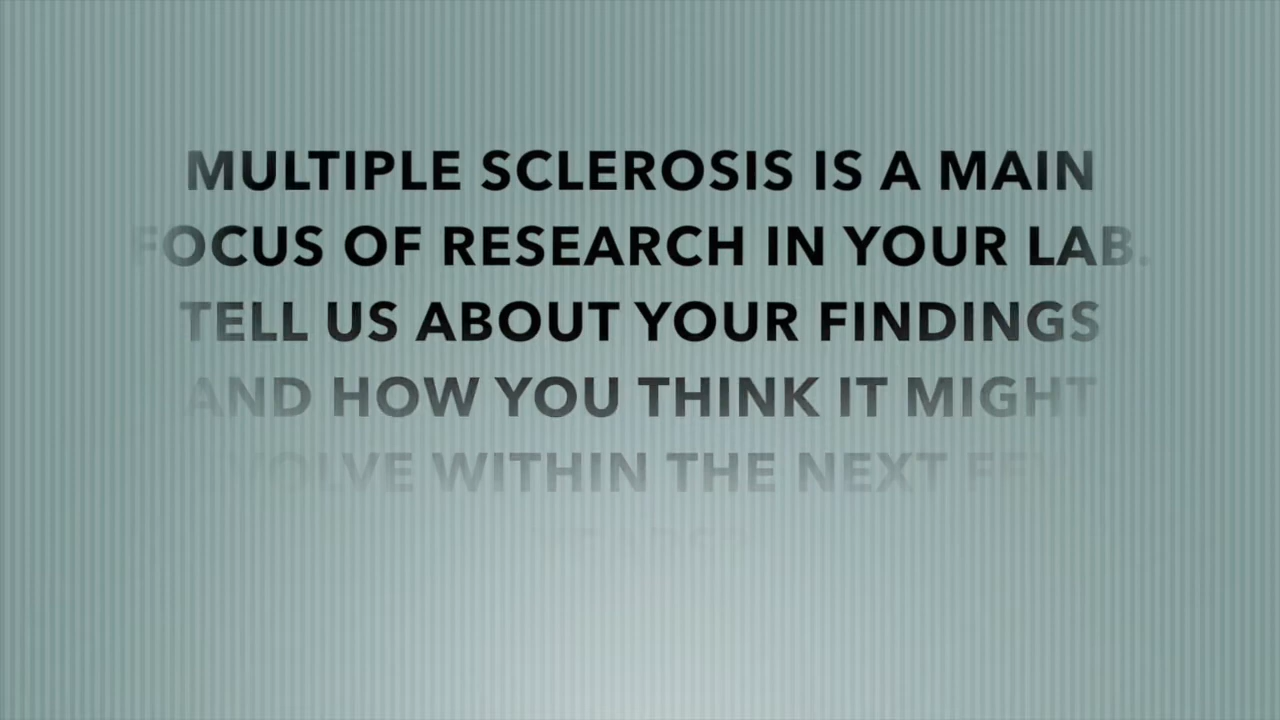 MULTIPLE SCLEROSIS IS A MAIN
FOCUS OF RESEARCH IN YOUR LAB.
TELL US ABOUT YOUR FINDINGS
AND HOW YOU THINK IT MIGHT
EVOLVE WITHIN THE NEXT